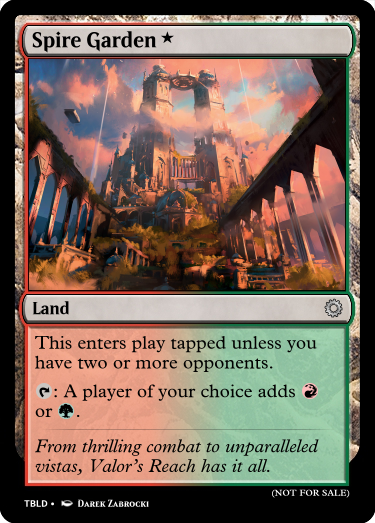 Spire Garden ★
Land
This enters play tapped unless you
have two or more opponents.
: A player of your choice adds
or .
From thrilling combat to unparalleled
vistas, Valor's Reach has it all.
TBLD • DAREK ZABROCKI
(NOT FOR SALE)